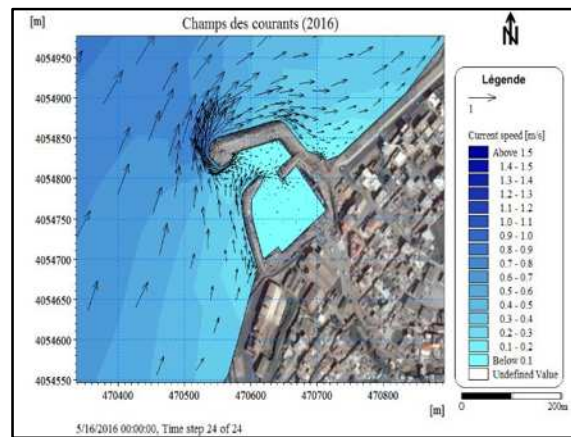 Champs des courants (2016)
[m]
N
4054950
4054900
4054850
4054800
4054750
4054700
4054650
4054600
4054550
470400 470500 470600 470700 470800
[m]
5/16/2016 00:00:00, Time step 24 of 24
Légende
1
Current speed [m/s]
Above 1.5
1.4 - 1.5
1.3 - 1.4
1.2 - 1.3
1.1 - 1.2
1.0 - 1.1
0.9 - 1.0
0.8 - 0.9
0.7 - 0.8
0.6 - 0.7
0.5 - 0.6
0.4 - 0.5
0.3 - 0.4
0.2 - 0.3
0.1 - 0.2
Below 0.1
Undefined Value
0 200m